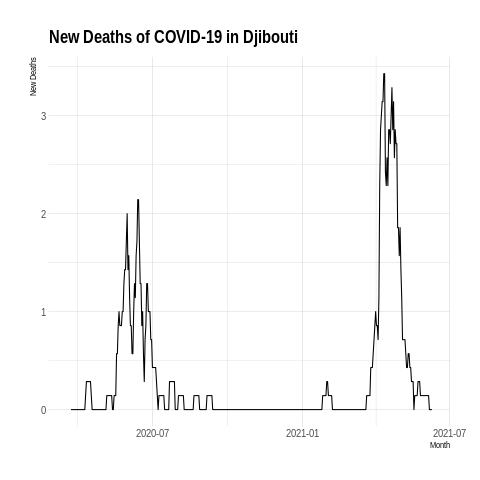 New Deaths of COVID-19 in Djibouti
New Deaths
3
2
1
0
2020-07
2021-01
2021-07
Month